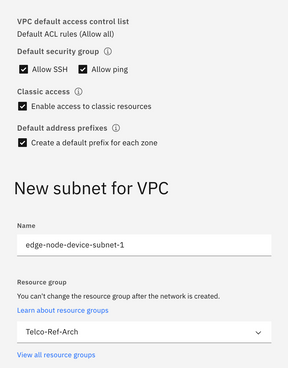 VPC default access control list
Default ACL rules (Allow all)
Default security group
Allow SSH Allow ping
Classic access
Enable access to classic resources
Default address prefixes
Create a default prefix for each zone
New subnet for VPC
Name
edge-node-device-subnet-1
Resource group
You can't change the resource group after the network is created.
Learn about resource groups
Telco-Ref-Arch
View all resource groups